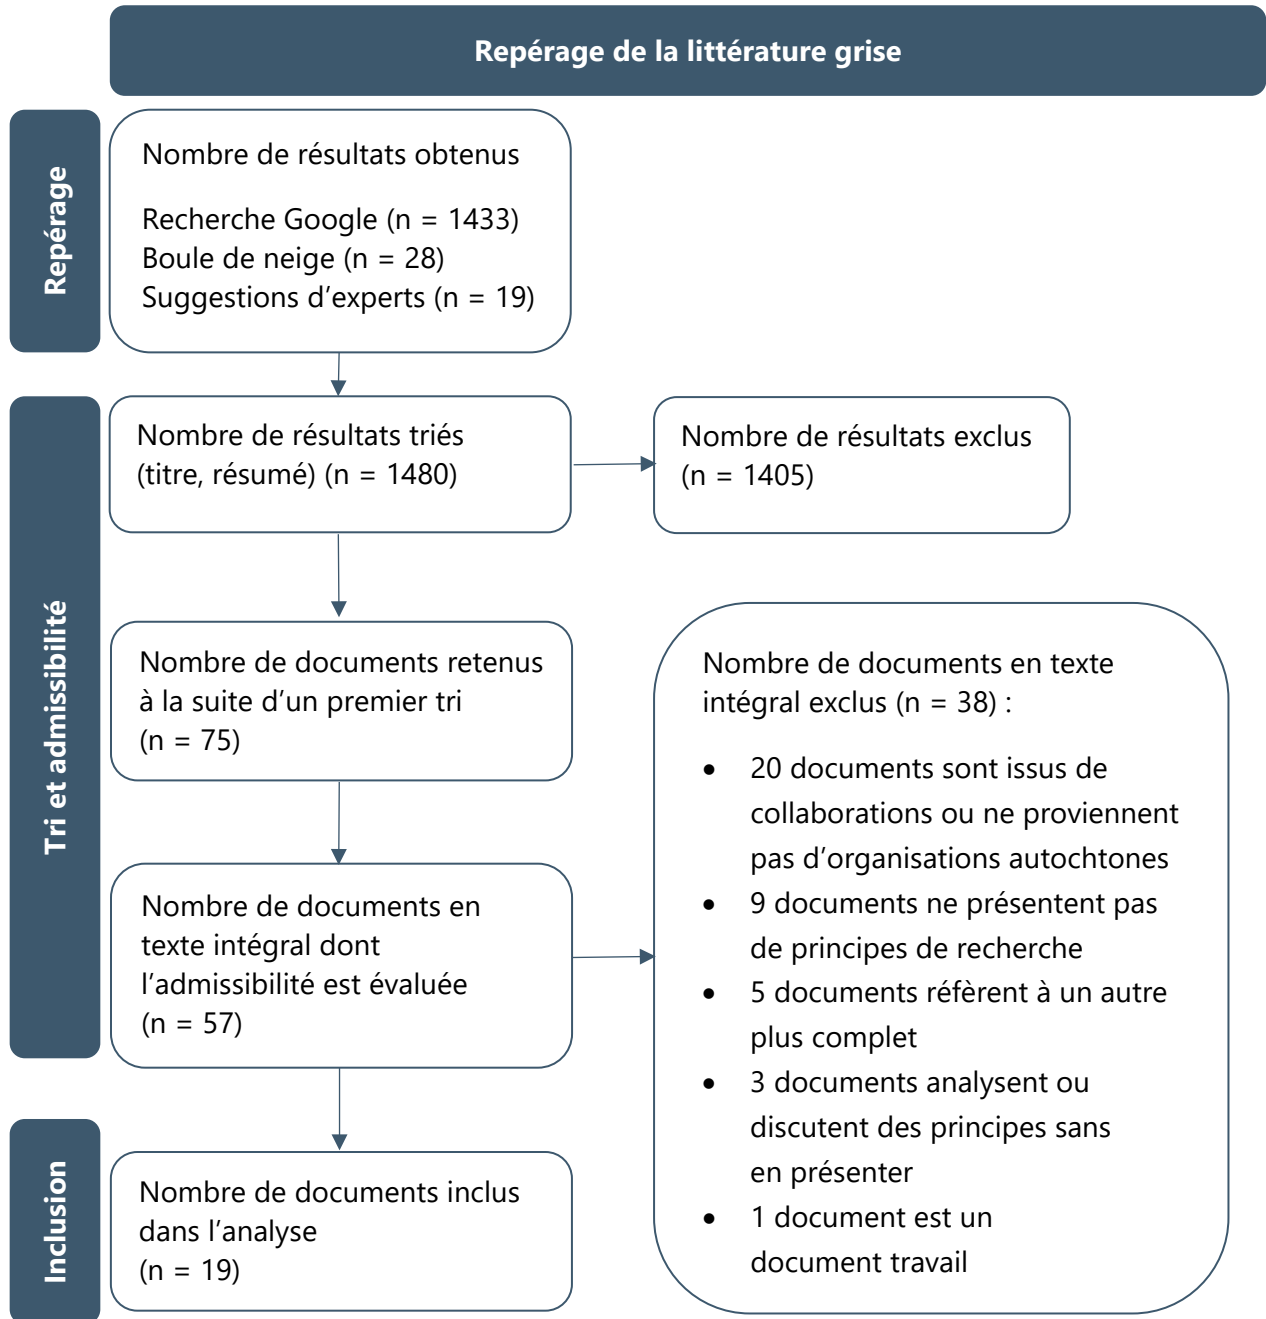 Repérage de la littérature grise
Repérage
Nombre de résultats obtenus
Recherche Google (n = 1433)
Boule de neige (n = 28)
Suggestions d’experts (n = 19)
Tri et admissibilité
Nombre de résultats triés
(titre, résumé) (n = 1480)
Nombre de résultats exclus
(n = 1405)
Nombre de documents retenus
à la suite d’un premier tri
(n = 75)
Nombre de documents en
texte intégral dont
l’admissibilité est évaluée
(n = 57)
Nombre de documents en texte
intégral exclus (n = 38) :
• 20 documents sont issus de
collaborations ou ne proviennent
pas d’organisations autochtones
• 9 documents ne présentent pas
de principes de recherche
• 5 documents réfèrent à un autre
plus complet
• 3 documents analysent ou
discutent des principes sans
en présenter
• 1 document est un
document travail
Inclusion
Nombre de documents inclus
dans l’analyse
(n = 19)